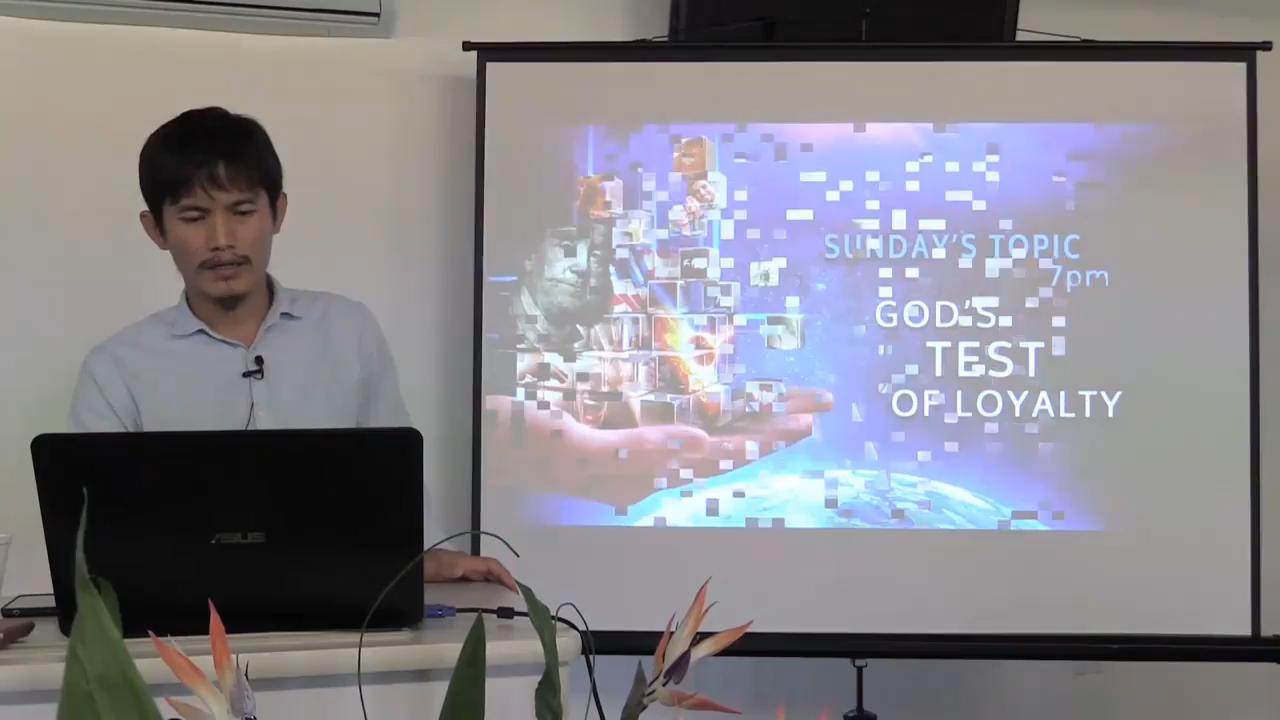 SUNDAY'S TOPIC
7pm
GOD'S
"TEST
"OF LOYALTY
ASUS